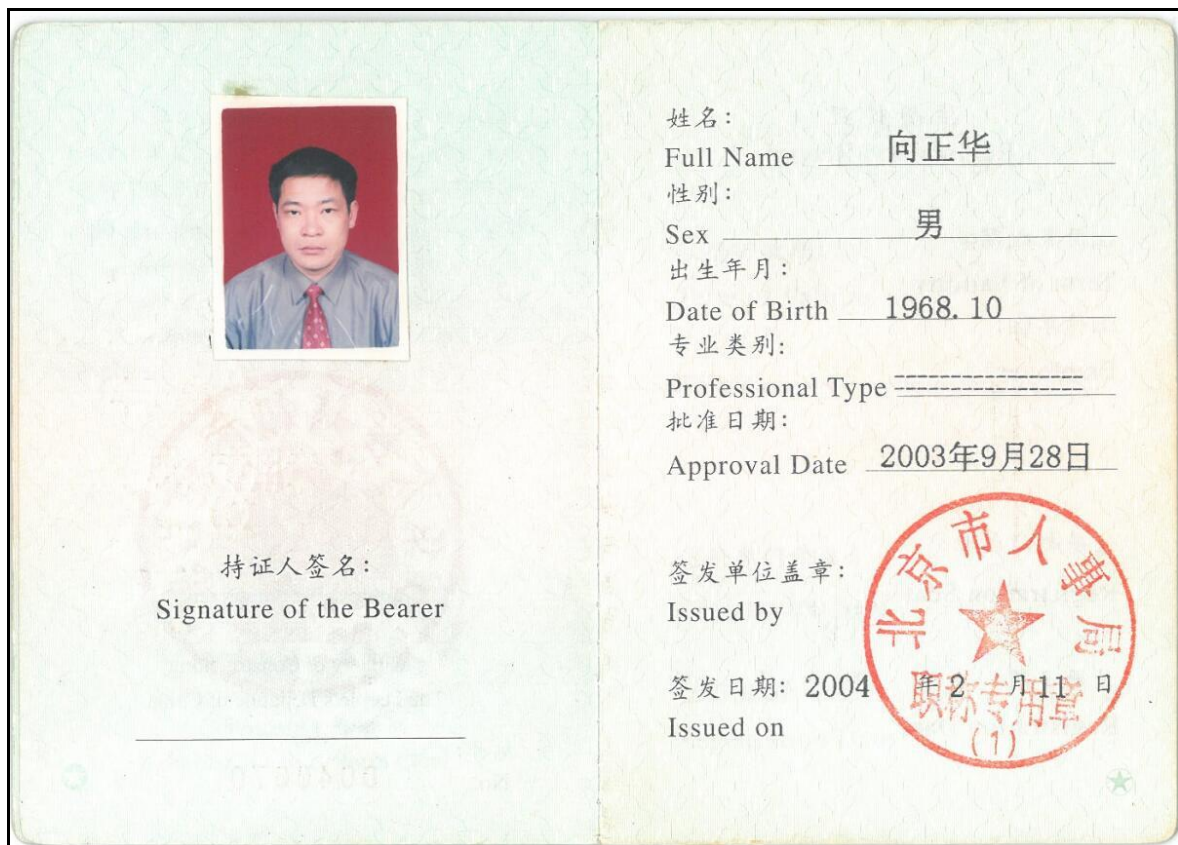 持证人签名:
Signature of the Bearer
姓名:
Full Name 向正华
性别:
Sex 男
出生年月:
Date of Birth 1968.10
专业类别:
Professional Type ================
批准日期:
Approval Date 2003年9月28日
签发单位盖章:
Issued by
北京市人事局
职称专用章
(1)
签发日期: 2004 年 2 月 11 日
Issued on